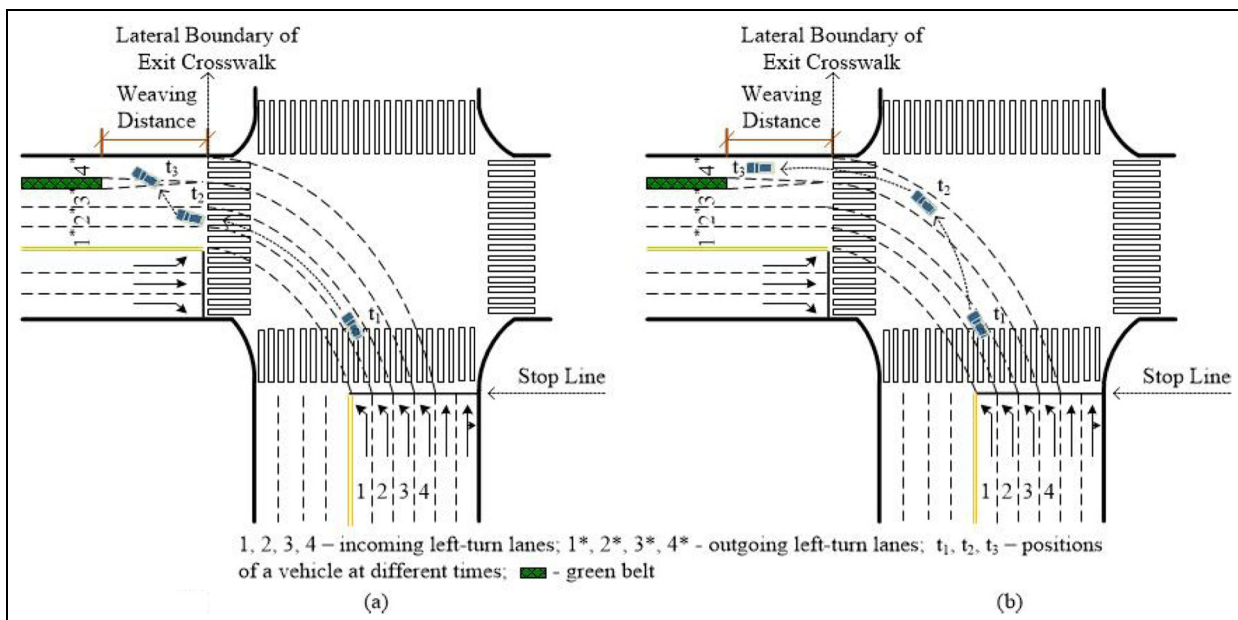 Lateral Boundary of
Exit Crosswalk
Weaving
Distance
4*
3*
2*
1*
t₃
t₂
t₁
Stop Line
1 2 3 4
Lateral Boundary of
Exit Crosswalk
Weaving
Distance
4*
3*
2*
1*
t₃
t₂
t₁
Stop Line
1 2 3 4
1, 2, 3, 4 – incoming left-turn lanes; 1*, 2*, 3*, 4* - outgoing left-turn lanes; t₁, t₂, t₃ – positions
of a vehicle at different times; - green belt
(a)
(b)